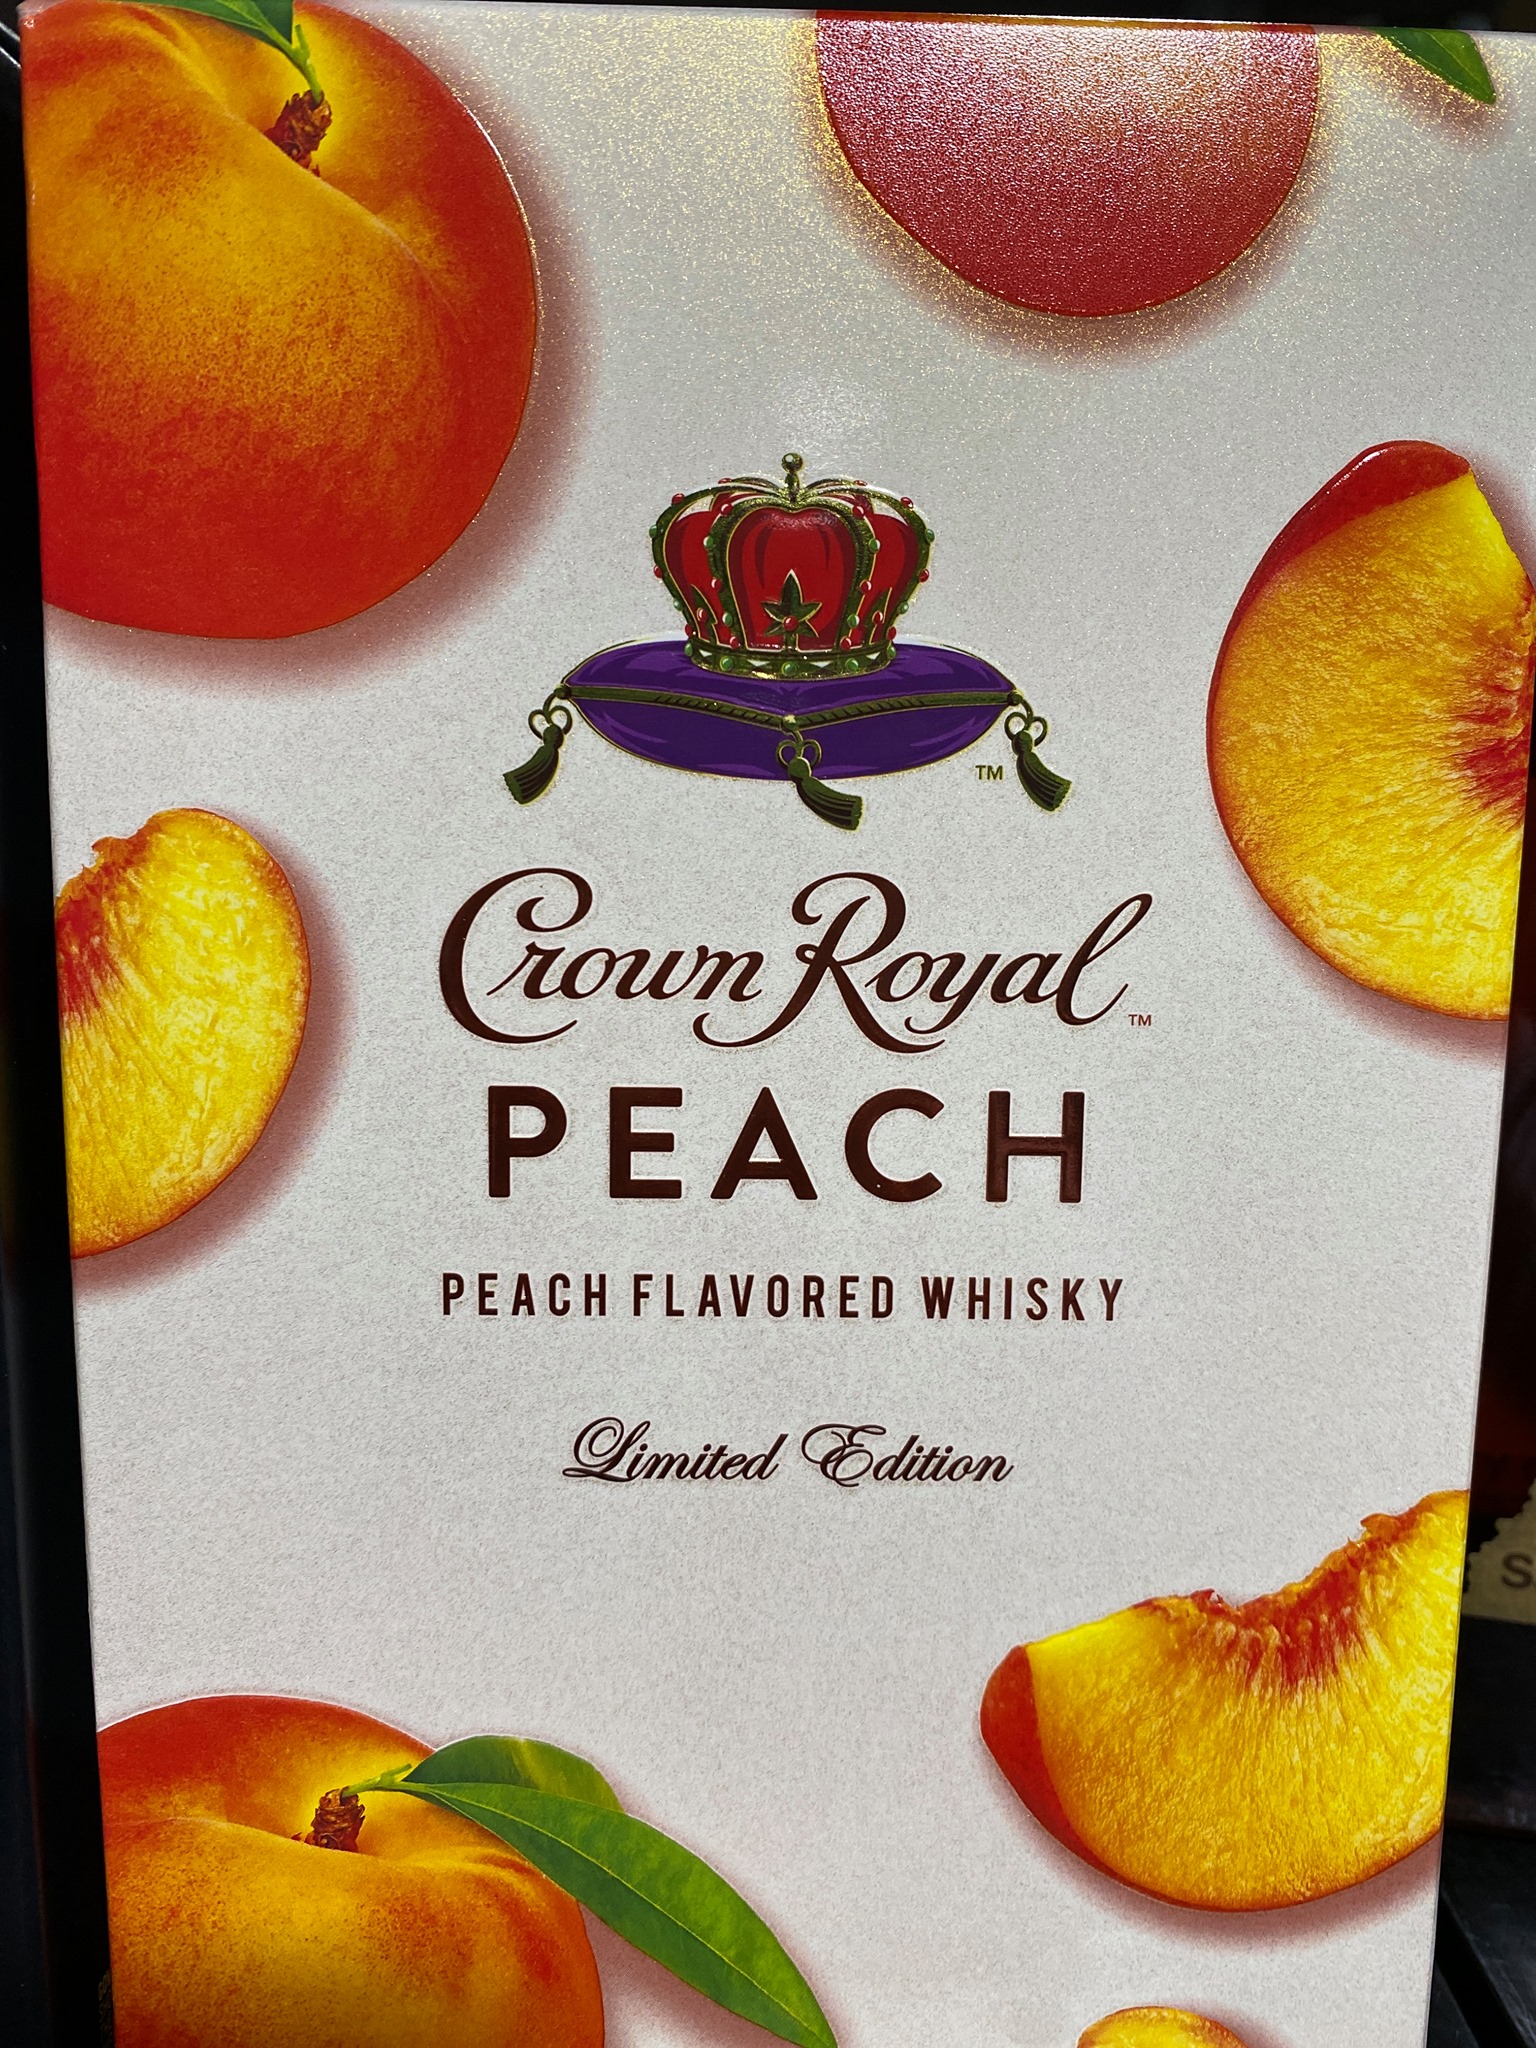 TM
Crown Royal TM
PEACH
PEACH FLAVORED WHISKY
Limited Edition